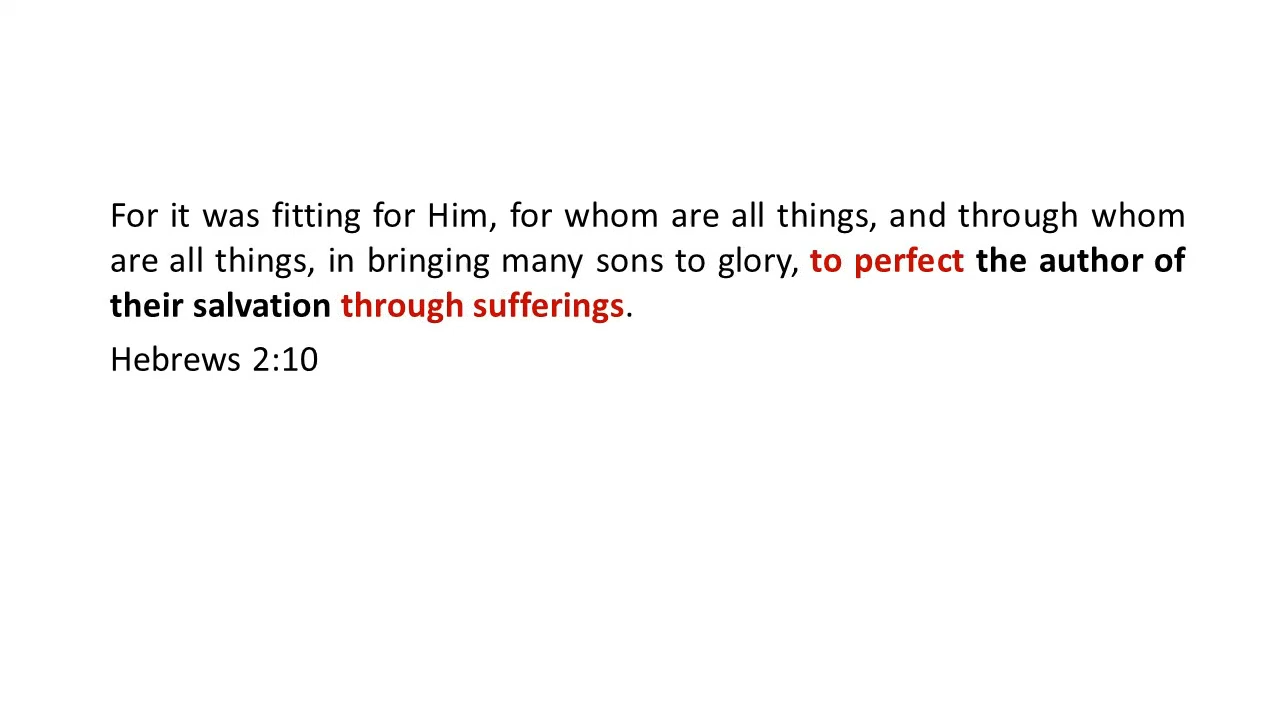 For it was fitting for Him, for whom are all things, and through whom
are all things, in bringing many sons to glory, to perfect the author of
their salvation through sufferings.
Hebrews 2:10